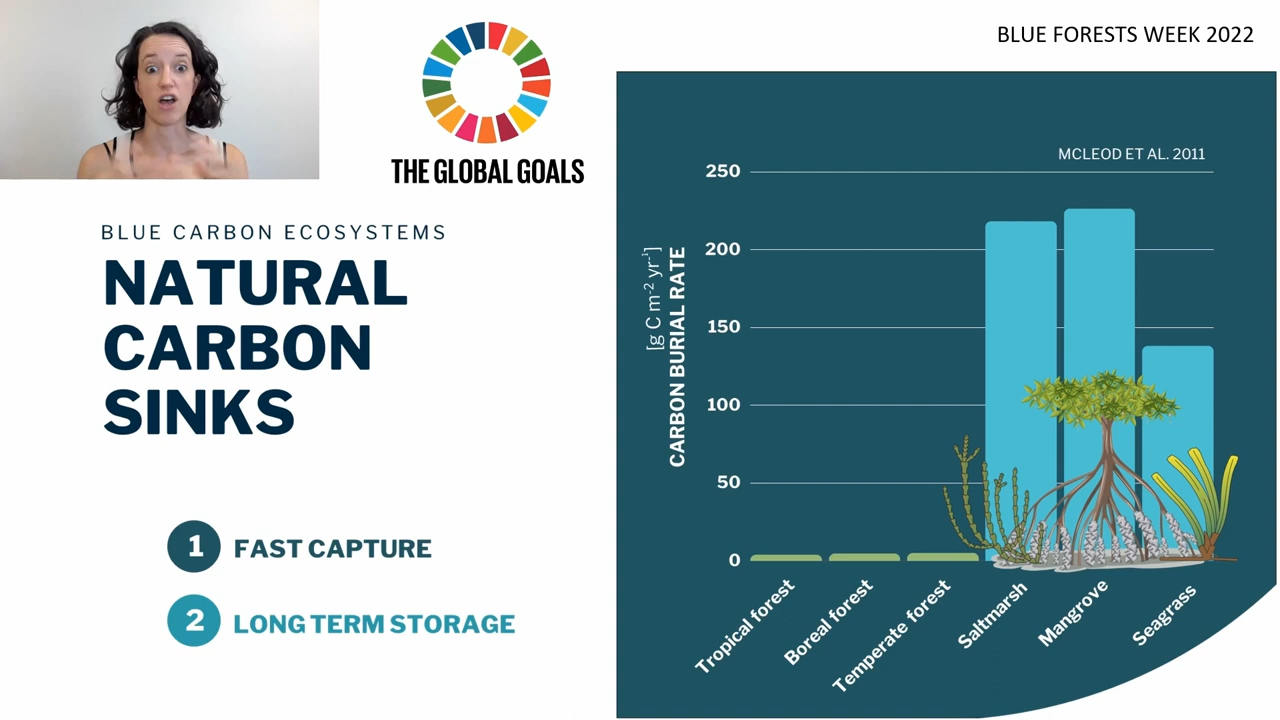 BLUE FORESTS WEEK 2022
THE GLOBAL GOALS
BLUE CARBON ECOSYSTEMS
NATURAL
CARBON
SINKS
1 FAST CAPTURE
2 LONG TERM STORAGE
MCLEOD ET AL. 2011
[g C m⁻² yr⁻¹]
CARBON BURIAL RATE
250
200
150
100
50
0
Tropical forest
Boreal forest
Temperate forest
Saltmarsh
Mangrove
Seagrass